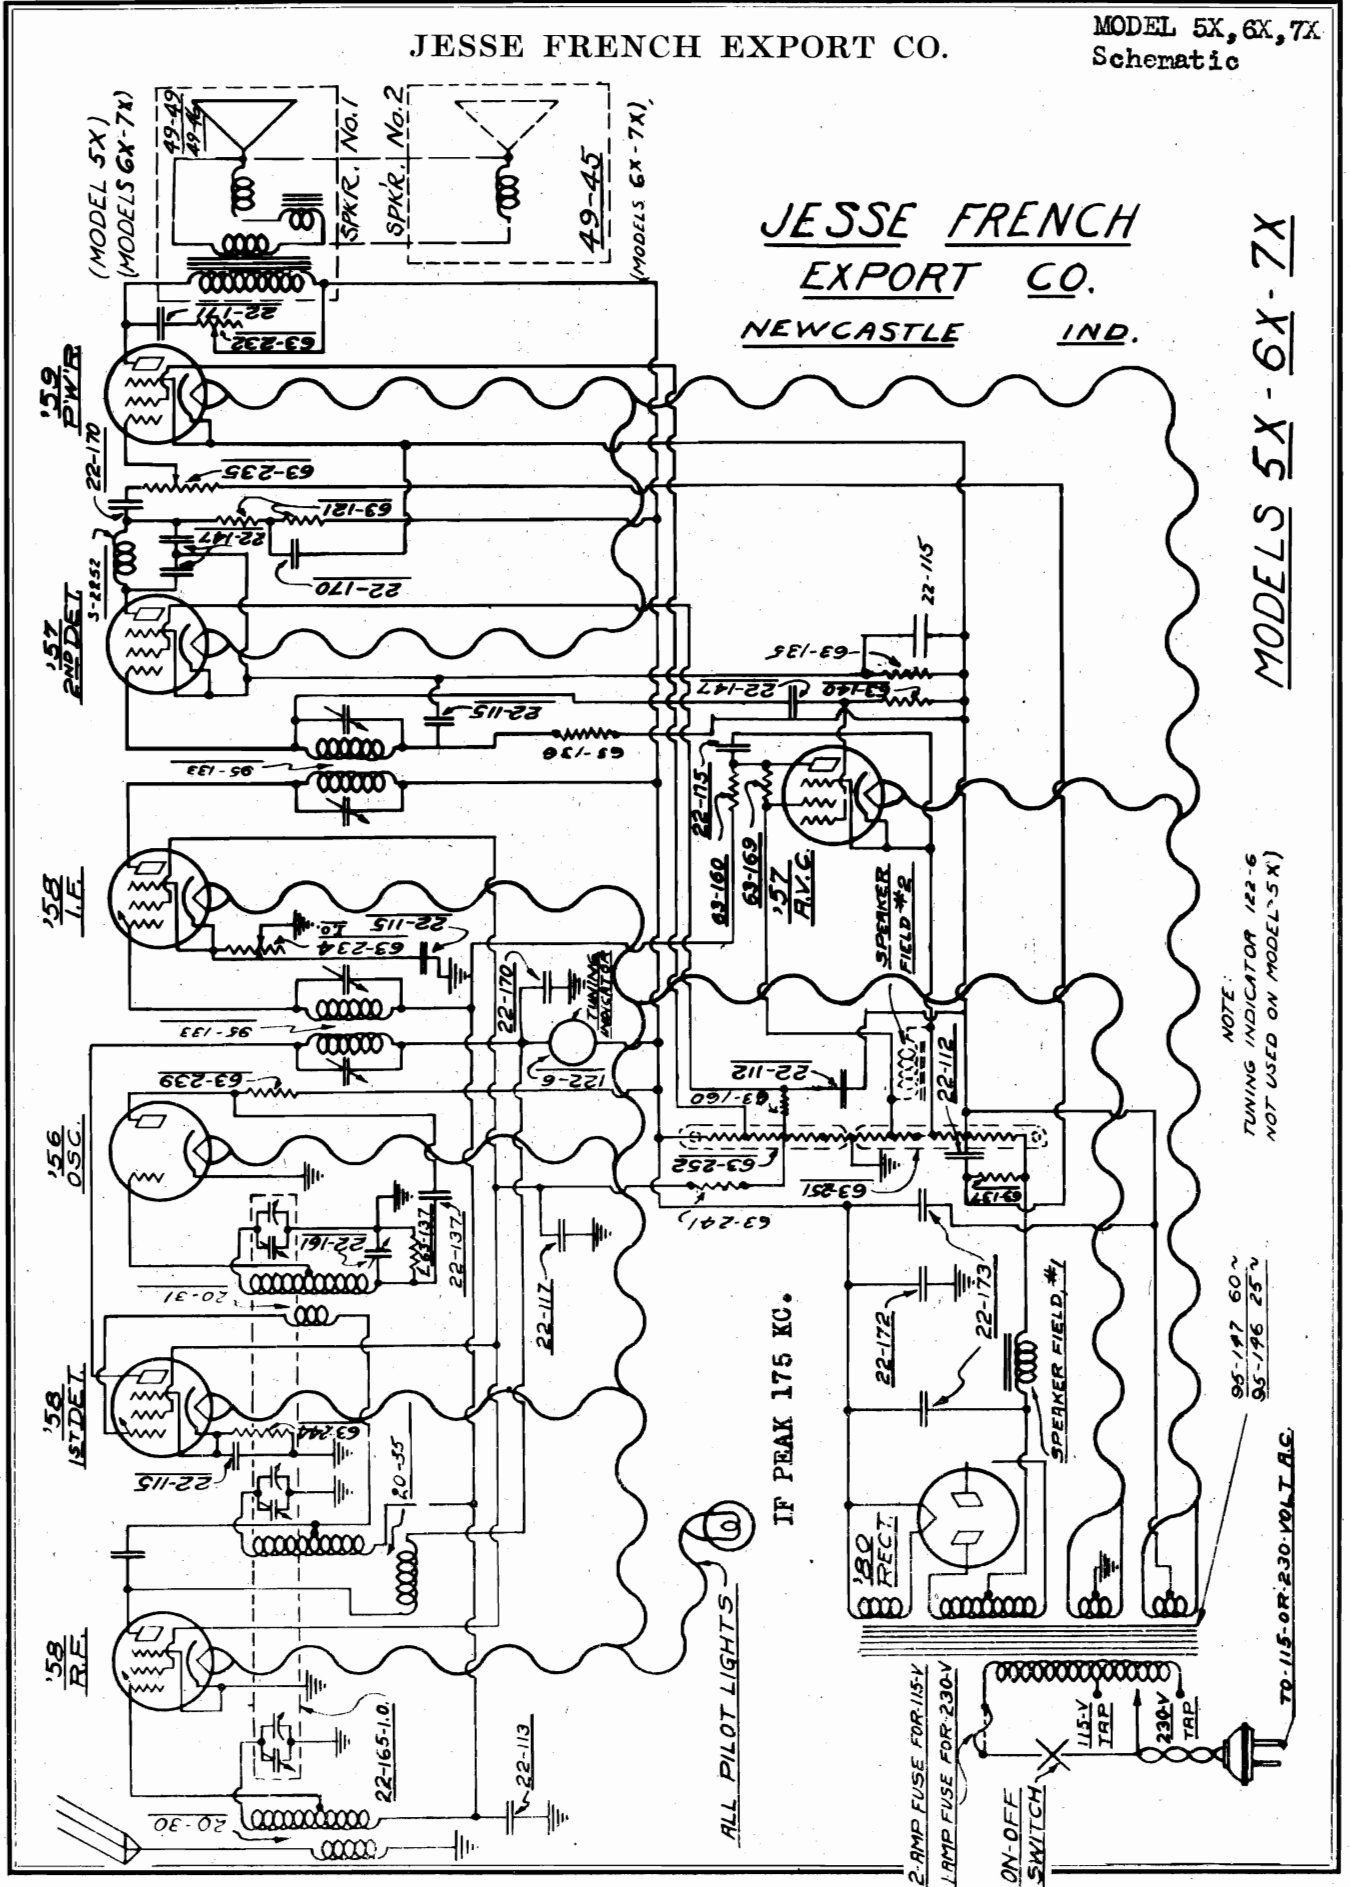 MODEL 5X, 6X, 7X
Schematic
JESSE FRENCH EXPORT CO.
(MODEL 5X)
(MODELS 6X-7X)
49-49
49-46
SPKR. No.1
SPK'R. No.2
49-45
(MODELS 6X-7X),
JESSE FRENCH
EXPORT CO.
NEWCASTLE IND.
MODELS 5X-6X-7X
22-171
63-232
'59
P'W'R
22-170
63-235
63-121
22-147
22-170
S-2252
'57
2ND DET.
22-115
63-135
22-147
63-140
22-115
63-136
95-133
22-175
63-160
63-169
'57
A.V.C.
SPEAKER
FIELD #2
'58
I.F.
I.O.
63-234
22-115
95-133
22-170
TUNING
INDICATOR
122-6
63-239
22-112
63-160
22-112
'56
OSC.
63-252
63-251
63-137
63-241
22-161
63-137
22-137
20-31
22-117
22-172
22-173
SPEAKER FIELD, #1
NOTE:
TUNING INDICATOR 122-6
NOT USED ON MODEL-5X)
'58
1ST DET.
63-244
22-115
20-55
IF PEAK 175 KC.
95-147 60~
95-146 25~
'80
RECT.
'58
R.F.
22-165-1.0.
22-113
20-30
ALL PILOT LIGHTS
2-AMP FUSE FOR 115-V
1 AMP FUSE FOR 230-V
ON-OFF
SWITCH
115-V
TAP
230-V
TAP
TO-115-OR-230-VOLT A.C.